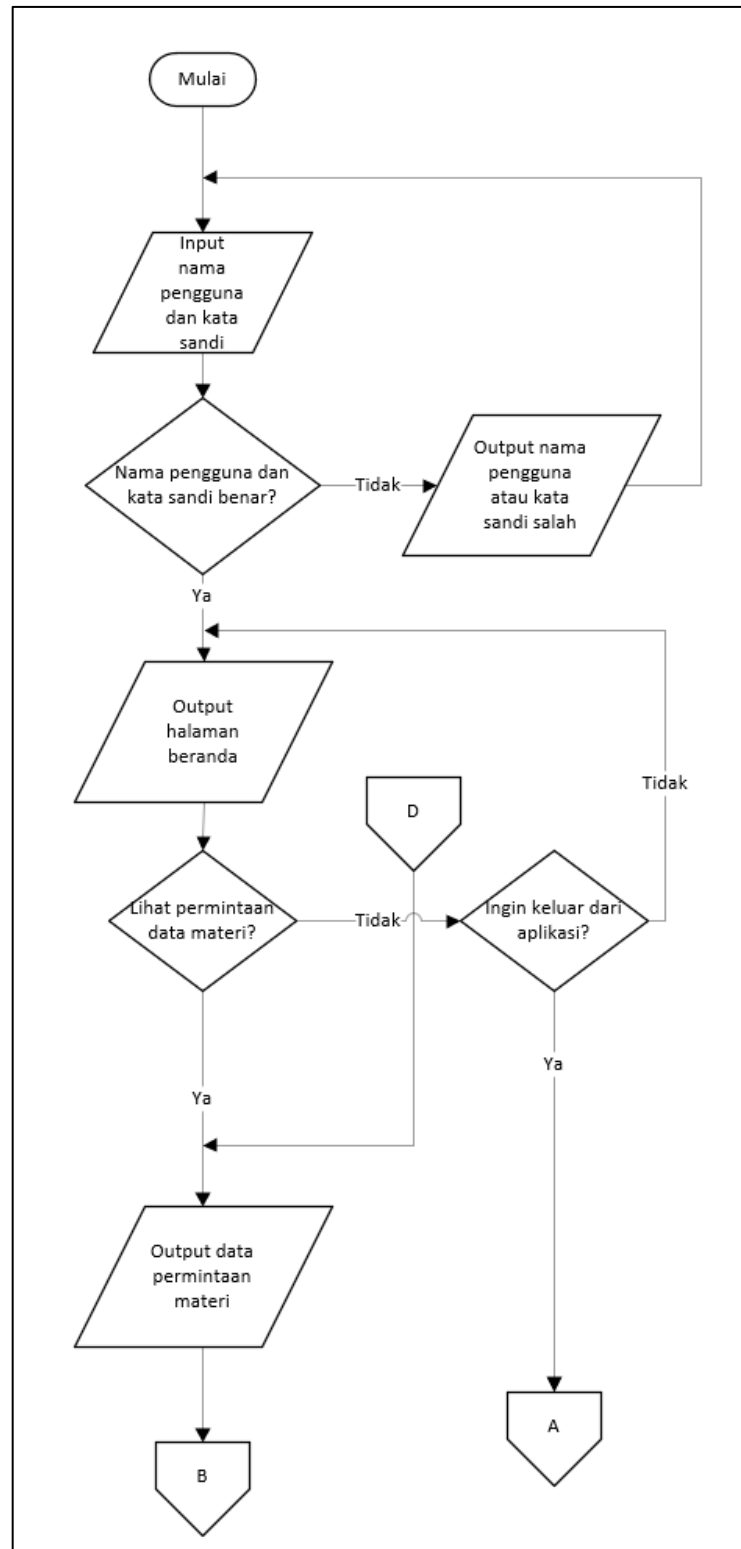 Mulai
Input
nama
pengguna
dan kata
sandi
Nama pengguna dan
kata sandi benar?
Tidak
Output nama
pengguna
atau kata
sandi salah
Ya
Output
halaman
beranda
D
Tidak
Lihat permintaan
data materi?
Tidak
Ingin keluar dari
aplikasi?
Ya
Ya
Output data
permintaan
materi
A
B